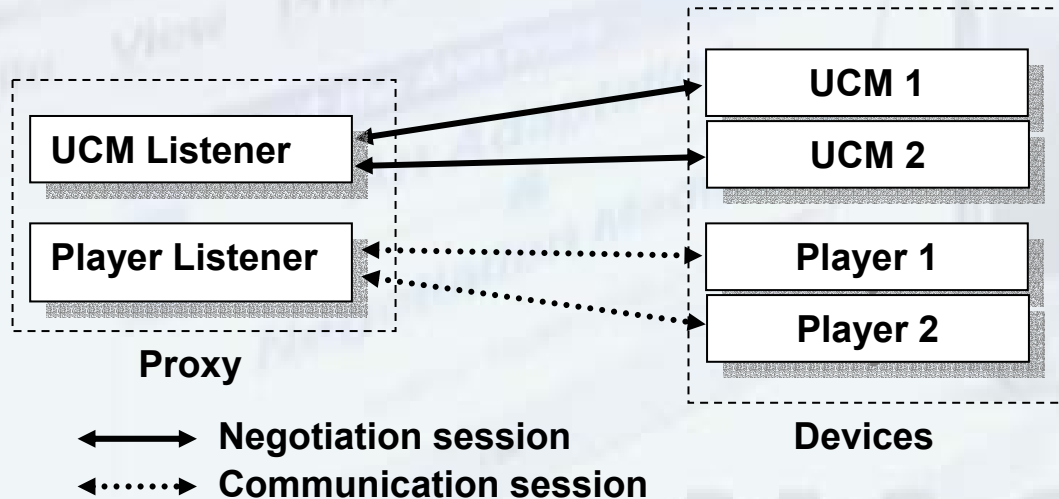 UCM Listener
Player Listener
Proxy
UCM 1
UCM 2
Player 1
Player 2
Devices
Negotiation session
Communication session